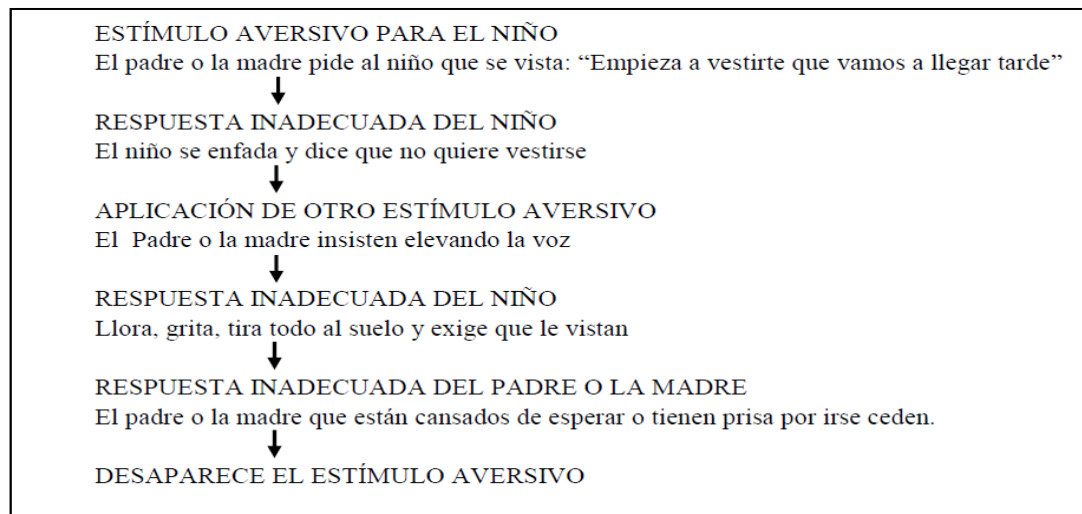 ESTÍMULO AVERSIVO PARA EL NIÑO
El padre o la madre pide al niño que se vista: “Empieza a vestirte que vamos a llegar tarde”
RESPUESTA INADECUADA DEL NIÑO
El niño se enfada y dice que no quiere vestirse
APLICACIÓN DE OTRO ESTÍMULO AVERSIVO
El Padre o la madre insisten elevando la voz
RESPUESTA INADECUADA DEL NIÑO
Llora, grita, tira todo al suelo y exige que le vistan
RESPUESTA INADECUADA DEL PADRE O LA MADRE
El padre o la madre que están cansados de esperar o tienen prisa por irse ceden.
DESAPARECE EL ESTÍMULO AVERSIVO